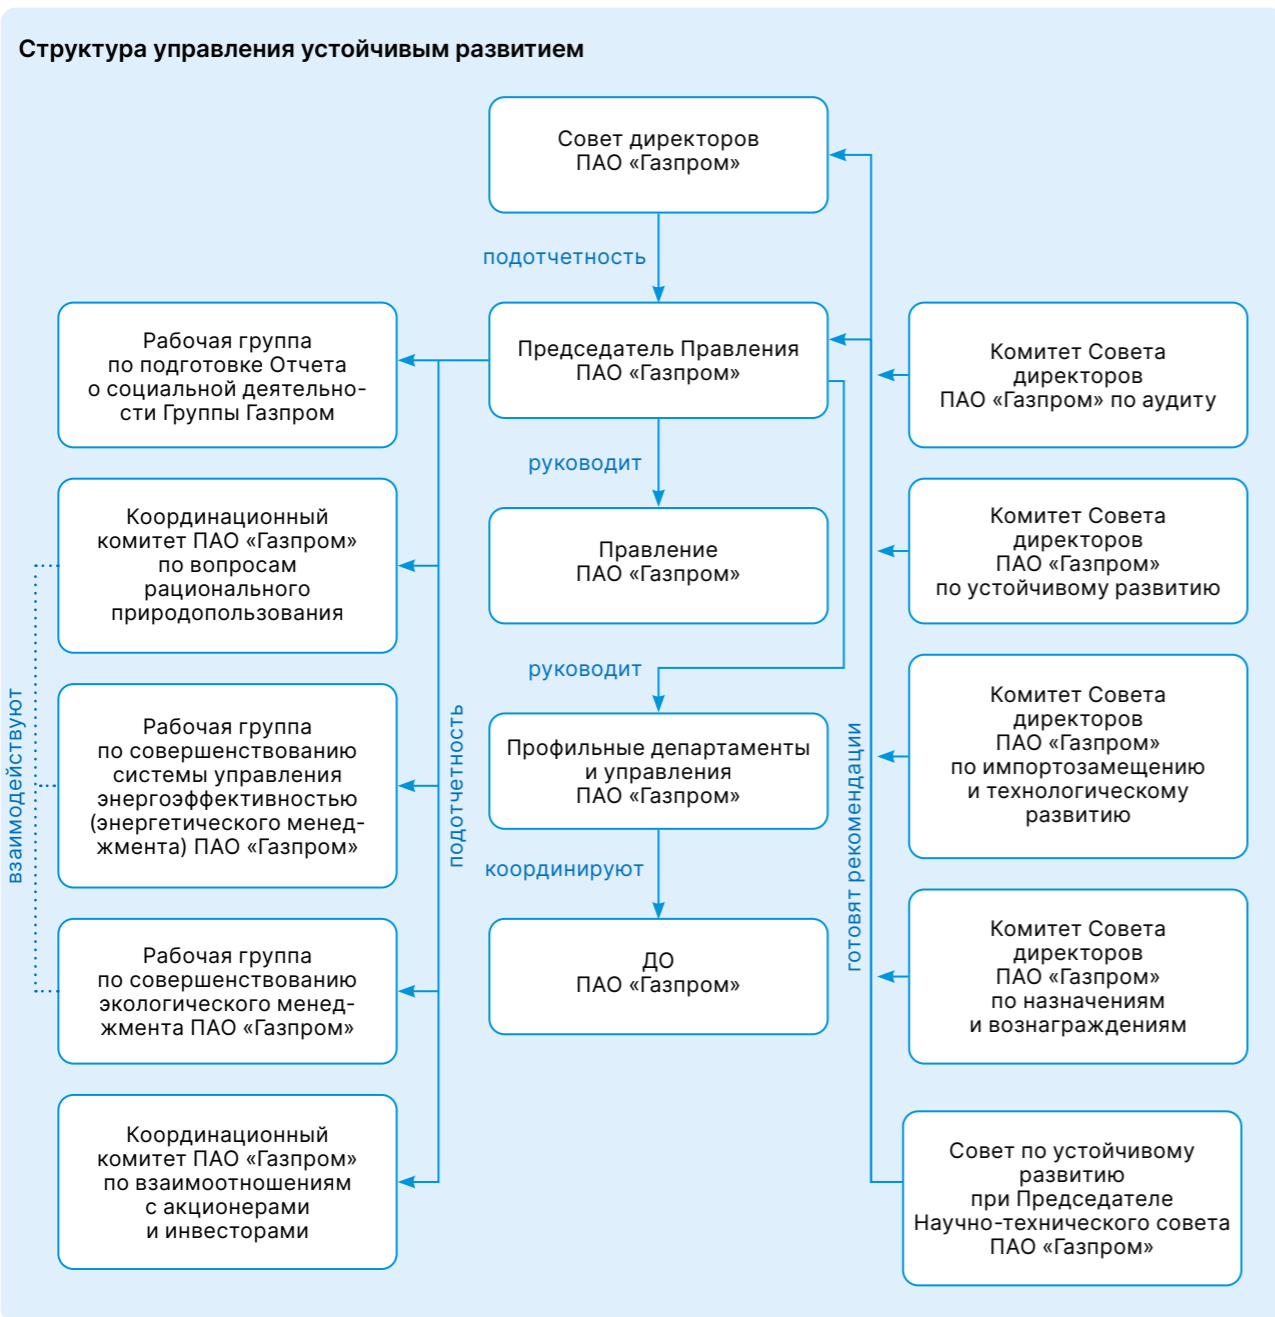 Структура управления устойчивым развитием
Совет директоров
ПАО «Газпром»
подотчетность
Председатель Правления
ПАО «Газпром»
руководит
Правление
ПАО «Газпром»
руководит
Профильные департаменты
и управления
ПАО «Газпром»
координируют
ДО
ПАО «Газпром»
Рабочая группа
по подготовке Отчета
о социальной деятельно-
сти Группы Газпром
Координационный
комитет ПАО «Газпром»
по вопросам
рационального
природопользования
Рабочая группа
по совершенствованию
системы управления
энергоэффективностью
(энергетического менед-
жмента) ПАО «Газпром»
Рабочая группа
по совершенствованию
экологического менед-
жмента ПАО «Газпром»
Координационный
комитет ПАО «Газпром»
по взаимоотношениям
с акционерами
и инвесторами
взаимодействуют
подотчетность
готовят рекомендации
Комитет Совета
директоров
ПАО «Газпром» по аудиту
Комитет Совета
директоров
ПАО «Газпром»
по устойчивому развитию
Комитет Совета
директоров
ПАО «Газпром»
по импортозамещению
и технологическому
развитию
Комитет Совета
директоров
ПАО «Газпром»
по назначениям
и вознаграждениям
Совет по устойчивому
развитию
при Председателе
Научно-технического совета
ПАО «Газпром»